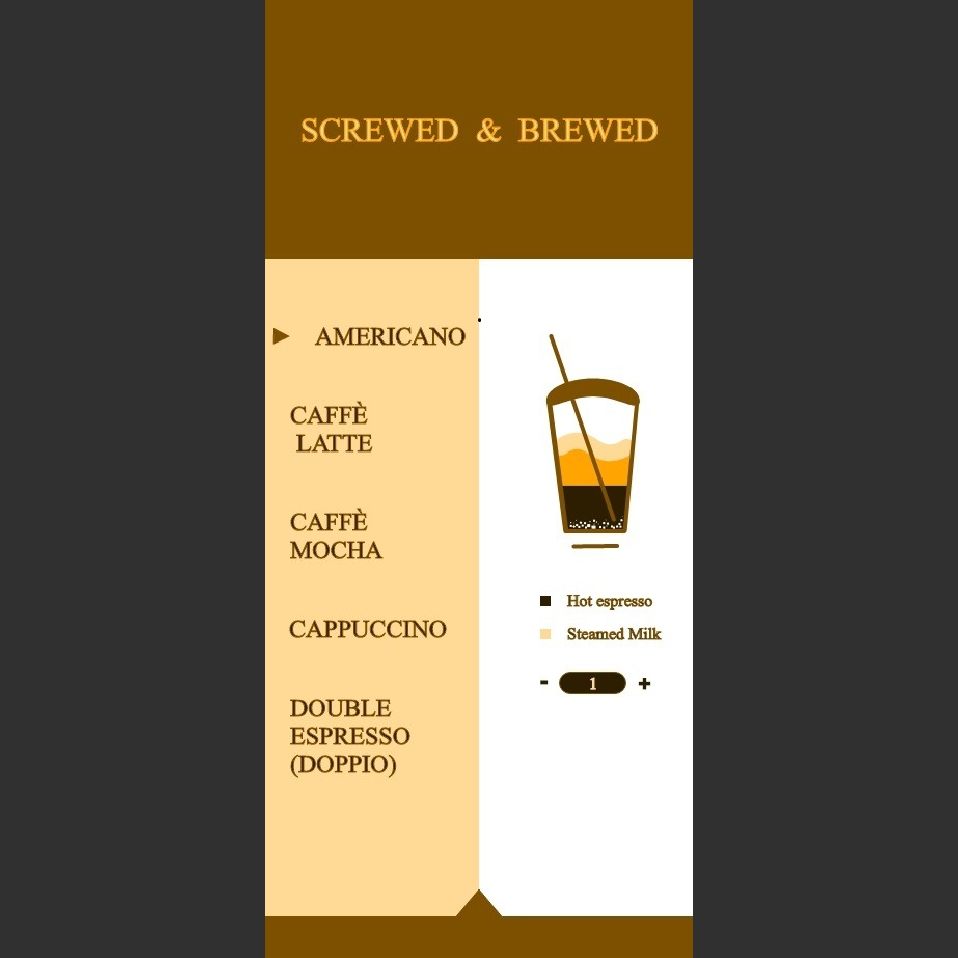 SCREWED & BREWED
AMERICANO
CAFFÈ
LATTE
CAFFÈ
MOCHA
CAPPUCCINO
DOUBLE
ESPRESSO
(DOPPIO)
Hot espresso
Steamed Milk
- 1 +